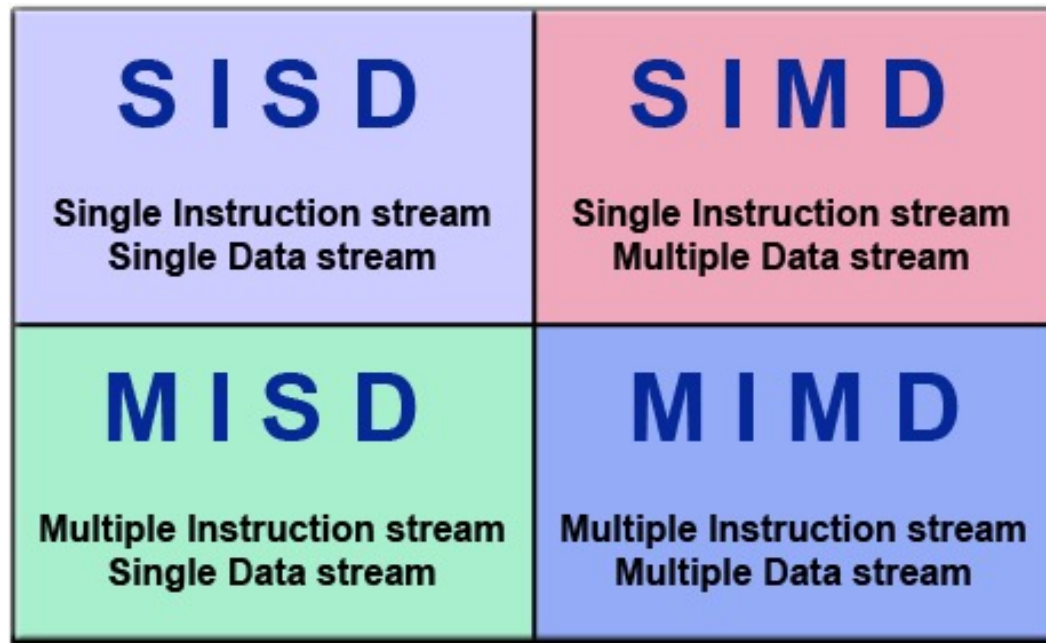 S I S D
Single Instruction stream
Single Data stream
S I M D
Single Instruction stream
Multiple Data stream
M I S D
Multiple Instruction stream
Single Data stream
M I M D
Multiple Instruction stream
Multiple Data stream